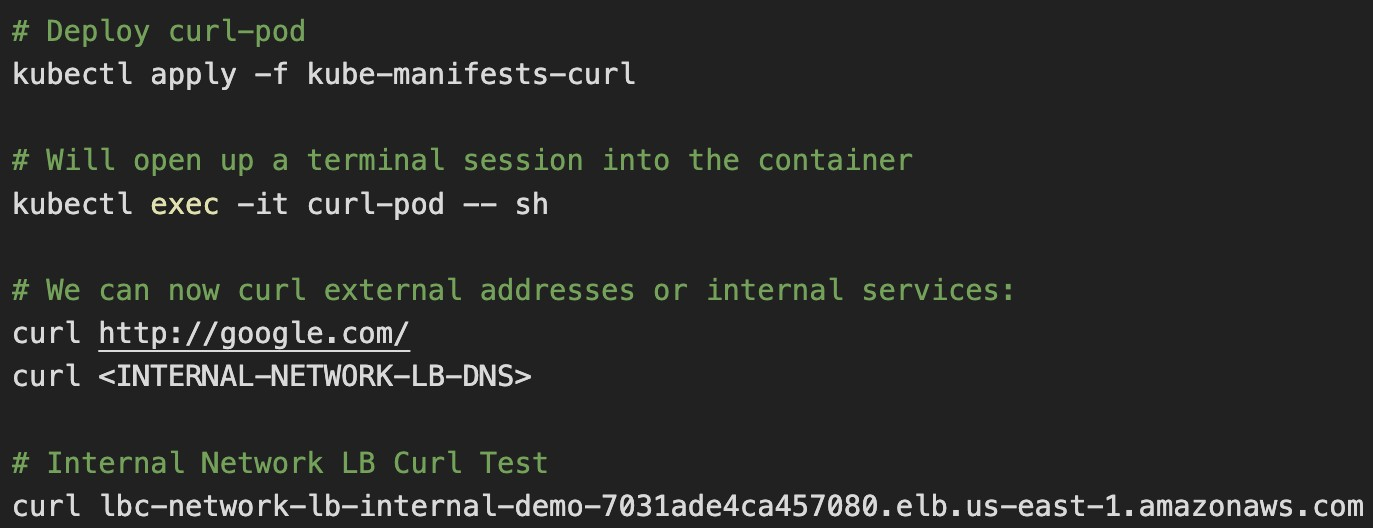 # Deploy curl-pod
kubectl apply -f kube-manifests-curl
# Will open up a terminal session into the container
kubectl exec -it curl-pod -- sh
# We can now curl external addresses or internal services:
curl http://google.com/
curl <INTERNAL-NETWORK-LB-DNS>
# Internal Network LB Curl Test
curl lbc-network-lb-internal-demo-7031ade4ca457080.elb.us-east-1.amazonaws.com